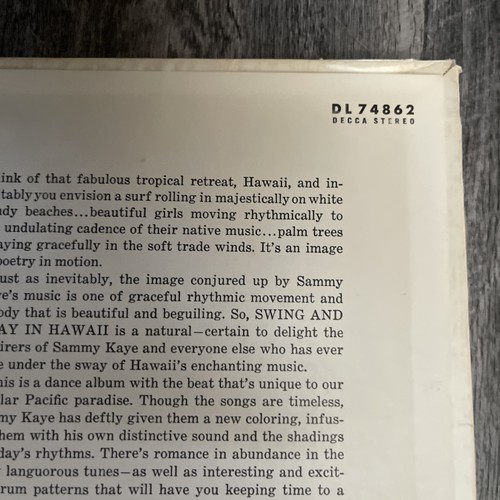 DL 74862
DECCA STEREO
ink of that fabulous tropical retreat, Hawaii, and in-
tably you envision a surf rolling in majestically on white
dy beaches...beautiful girls moving rhythmically to
undulating cadence of their native music...palm trees
aying gracefully in the soft trade winds. It's an image
poetry in motion.
ust as inevitably, the image conjured up by Sammy
e's music is one of graceful rhythmic movement and
ody that is beautiful and beguiling. So, SWING AND
AY IN HAWAII is a natural—certain to delight the
irers of Sammy Kaye and everyone else who has ever
e under the sway of Hawaii's enchanting music.
his is a dance album with the beat that's unique to our
lar Pacific paradise. Though the songs are timeless,
my Kaye has deftly given them a new coloring, infus-
hem with his own distinctive sound and the shadings
day's rhythms. There's romance in abundance in the
languorous tunes—as well as interesting and excit-
rum patterns that will have you keeping time to a